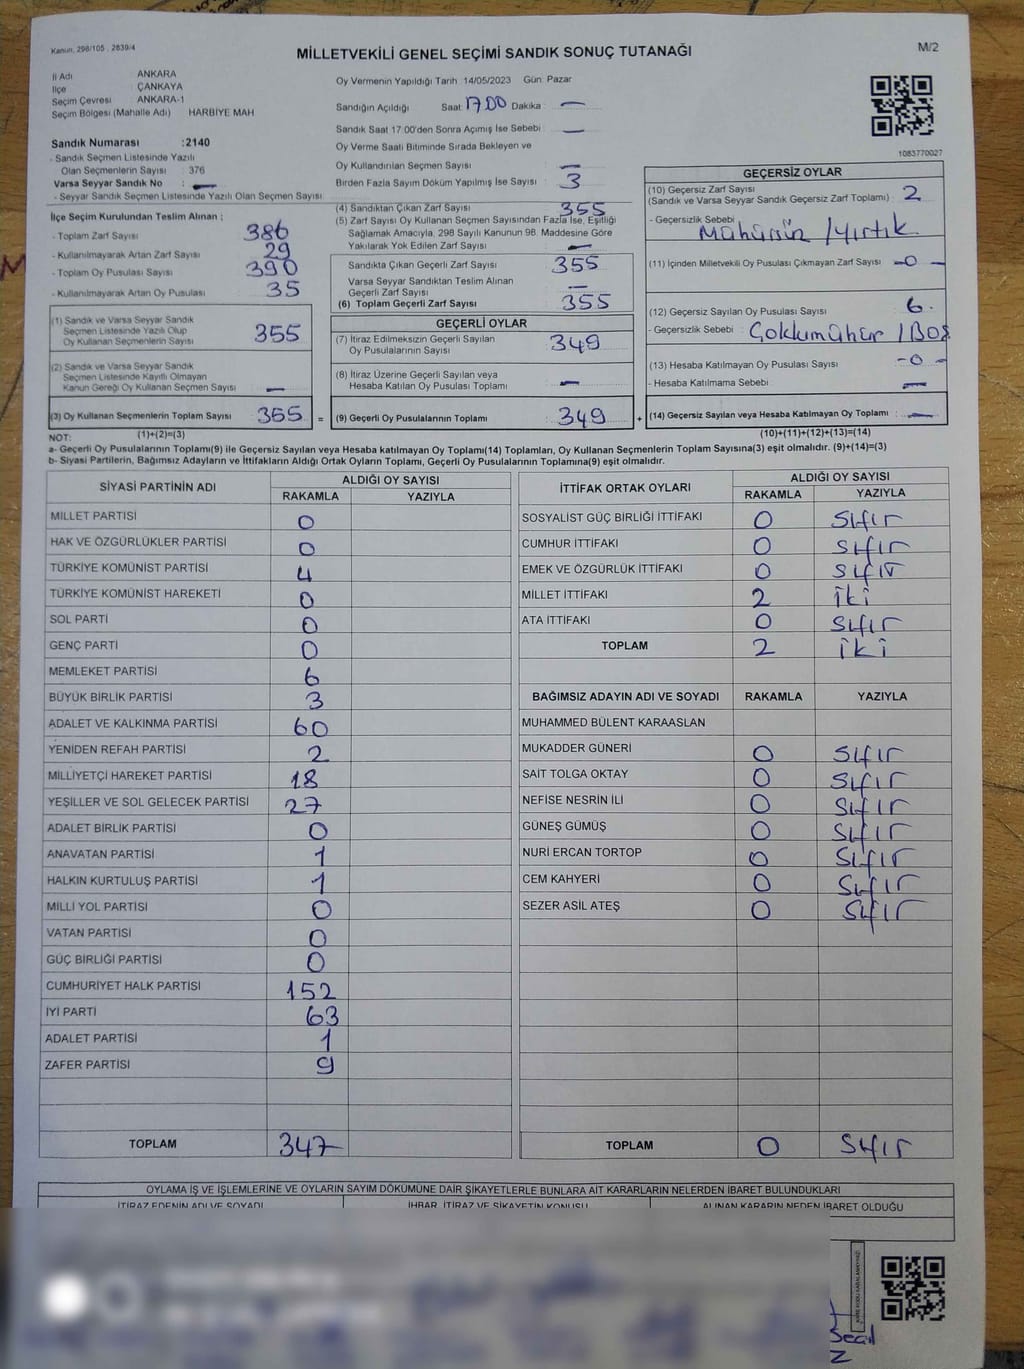 Kanun, 298/105 , 2839/4
MİLLETVEKİLİ GENEL SEÇİMİ SANDIK SONUÇ TUTANAĞI
M/2
İl Adı ANKARA
İlçe ÇANKAYA
Seçim Çevresi ANKARA-1
Seçim Bölgesi (Mahalle Adı) HARBİYE MAH
Sandık Numarası :2140
- Sandık Seçmen Listesinde Yazılı
Olan Seçmenlerin Sayısı : 376
Varsa Seyyar Sandık No : —
- Seyyar Sandık Seçmen Listesinde Yazılı Olan Seçmen Sayısı
Oy Vermenin Yapıldığı Tarih 14/05/2023 Gün: Pazar
Sandığın Açıldığı Saat 17.00 Dakika : —
Sandık Saat 17:00'den Sonra Açımış İse Sebebi : —
Oy Verme Saati Bitiminde Sırada Bekleyen ve
Oy Kullandırılan Seçmen Sayısı : —
Birden Fazla Sayım Döküm Yapılmış İse Sayısı : 3
1083770027
İlçe Seçim Kurulundan Teslim Alınan ;
- Toplam Zarf Sayısı 386
- Kullanılmayarak Artan Zarf Sayısı 29
- Toplam Oy Pusulası Sayısı 390
- Kullanılmayarak Artan Oy Pusulası 35
(1) Sandık ve Varsa Seyyar Sandık
Seçmen Listesinde Yazılı Olup
Oy Kullanan Seçmenlerin Sayısı 355
(2) Sandık ve Varsa Seyyar Sandık
Seçmen Listesinde Kayıtlı Olmayan
Kanun Gereği Oy Kullanan Seçmen Sayısı —
(3) Oy Kullanan Seçmenlerin Toplam Sayısı 355 =
(1)+(2)=(3)
(4) Sandıktan Çıkan Zarf Sayısı 355
(5) Zarf Sayısı Oy Kullanan Seçmen Sayısından Fazla İse, Eşitliği
Sağlamak Amacıyla, 298 Sayılı Kanunun 98. Maddesine Göre
Yakılarak Yok Edilen Zarf Sayısı —
Sandıkta Çıkan Geçerli Zarf Sayısı 355
Varsa Seyyar Sandıktan Teslim Alınan
Geçerli Zarf Sayısı —
(6) Toplam Geçerli Zarf Sayısı 355
GEÇERLİ OYLAR
(7) İtiraz Edilmeksizin Geçerli Sayılan
Oy Pusulalarının Sayısı 349
(8) İtiraz Üzerine Geçerli Sayılan veya
Hesaba Katılan Oy Pusulası Toplamı —
(9) Geçerli Oy Pusulalarının Toplamı 349 +
GEÇERSİZ OYLAR
(10) Geçersiz Zarf Sayısı
(Sandık ve Varsa Seyyar Sandık Geçersiz Zarf Toplamı) : 2
- Geçersizlik Sebebi :
Mühürsün / yırtık
(11) İçinden Milletvekili Oy Pusulası Çıkmayan Zarf Sayısı –0–
(12) Geçersiz Sayılan Oy Pusulası Sayısı 6.
- Geçersizlik Sebebi : Çoklumühür / Boş
(13) Hesaba Katılmayan Oy Sayısı –0–
- Hesaba Katılmama Sebebi —
(14) Geçersiz Sayılan veya Hesaba Katılmayan Oy Toplamı : —
(10)+(11)+(12)+(13)=(14)
NOT:
a- Geçerli Oy Pusulalarının Toplamı(9) ile Geçersiz Sayılan veya Hesaba katılmayan Oy Toplamı(14) Toplamları, Oy Kullanan Seçmenlerin Toplam Sayısına(3) eşit olmalıdır. (9)+(14)=(3)
b- Siyasi Partilerin, Bağımsız Adayların ve İttifakların Aldığı Ortak Oyların Toplamı, Geçerli Oy Pusulalarının Toplamına(9) eşit olmalıdır.
SİYASİ PARTİNİN ADI ALDIĞI OY SAYISI
RAKAMLA YAZIYLA
MİLLET PARTİSİ 0
HAK VE ÖZGÜRLÜKLER PARTİSİ 0
TÜRKİYE KOMÜNİST PARTİSİ 4
TÜRKİYE KOMÜNİST HAREKETİ 0
SOL PARTİ 0
GENÇ PARTİ 0
MEMLEKET PARTİSİ 6
BÜYÜK BİRLİK PARTİSİ 3
ADALET VE KALKINMA PARTİSİ 60
YENİDEN REFAH PARTİSİ 2
MİLLİYETÇİ HAREKET PARTİSİ 18
YEŞİLLER VE SOL GELECEK PARTİSİ 27
ADALET BİRLİK PARTİSİ 0
ANAVATAN PARTİSİ 1
HALKIN KURTULUŞ PARTİSİ 1
MİLLİ YOL PARTİSİ 0
VATAN PARTİSİ 0
GÜÇ BİRLİĞİ PARTİSİ 0
CUMHURİYET HALK PARTİSİ 152
İYİ PARTİ 63
ADALET PARTİSİ 1
ZAFER PARTİSİ 9
TOPLAM 347
İTTİFAK ORTAK OYLARI ALDIĞI OY SAYISI
RAKAMLA YAZIYLA
SOSYALİST GÜÇ BİRLİĞİ İTTİFAKI 0 Sıfır
CUMHUR İTTİFAKI 0 Sıfır
EMEK VE ÖZGÜRLÜK İTTİFAKI 0 Sıfır
MİLLET İTTİFAKI 2 iki
ATA İTTİFAKI 0 Sıfır
TOPLAM 2 iki
BAĞIMSIZ ADAYIN ADI VE SOYADI RAKAMLA YAZIYLA
MUHAMMED BÜLENT KARAASLAN
MUKADDER GÜNERİ 0 Sıfır
SAİT TOLGA OKTAY 0 Sıfır
NEFİSE NESRİN İLİ 0 Sıfır
GÜNEŞ GÜMÜŞ 0 Sıfır
NURİ ERCAN TORTOP 0 Sıfır
CEM KAHYERİ 0 Sıfır
SEZER ASİL ATEŞ 0 Sıfır
TOPLAM 0 Sıfır
OYLAMA İŞ VE İŞLEMLERİNE VE OYLARIN SAYIM DÖKÜMÜNE DAİR ŞİKAYETLERLE BUNLARA AİT KARARLARIN NELERDEN İBARET BULUNDUKLARI
İTİRAZ EDENİN ADI VE SOYADI İHBAR, İTİRAZ VE ŞİKAYETİN KONUSU ALINAN KARARIN NEDEN İBARET OLDUĞU